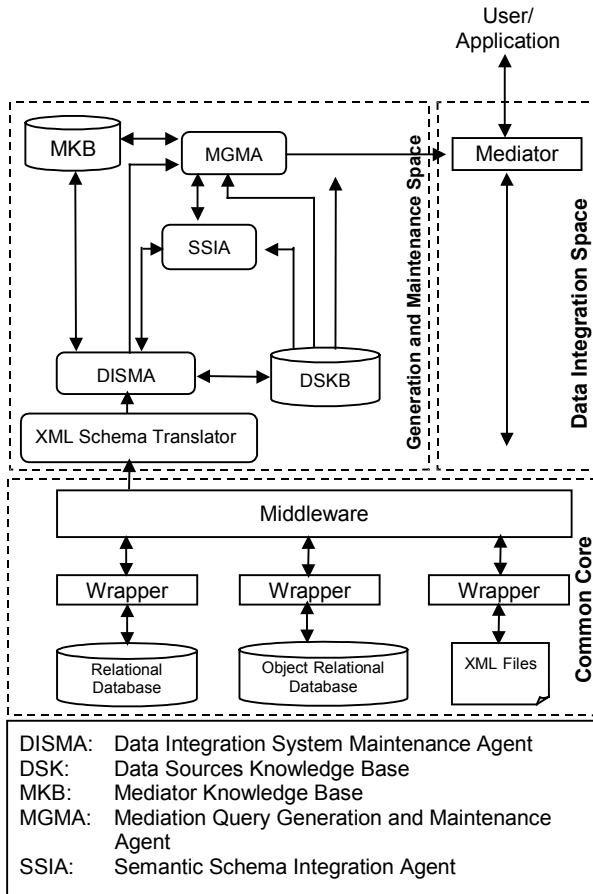 User/
Application
MKB
MGMA
Mediator
SSIA
DISMA
DSKB
XML Schema Translator
Generation and Maintenance Space
Data Integration Space
Middleware
Wrapper
Wrapper
Wrapper
Relational
Database
Object Relational
Database
XML Files
Common Core
DISMA: Data Integration System Maintenance Agent
DSK: Data Sources Knowledge Base
MKB: Mediator Knowledge Base
MGMA: Mediation Query Generation and Maintenance
Agent
SSIA: Semantic Schema Integration Agent